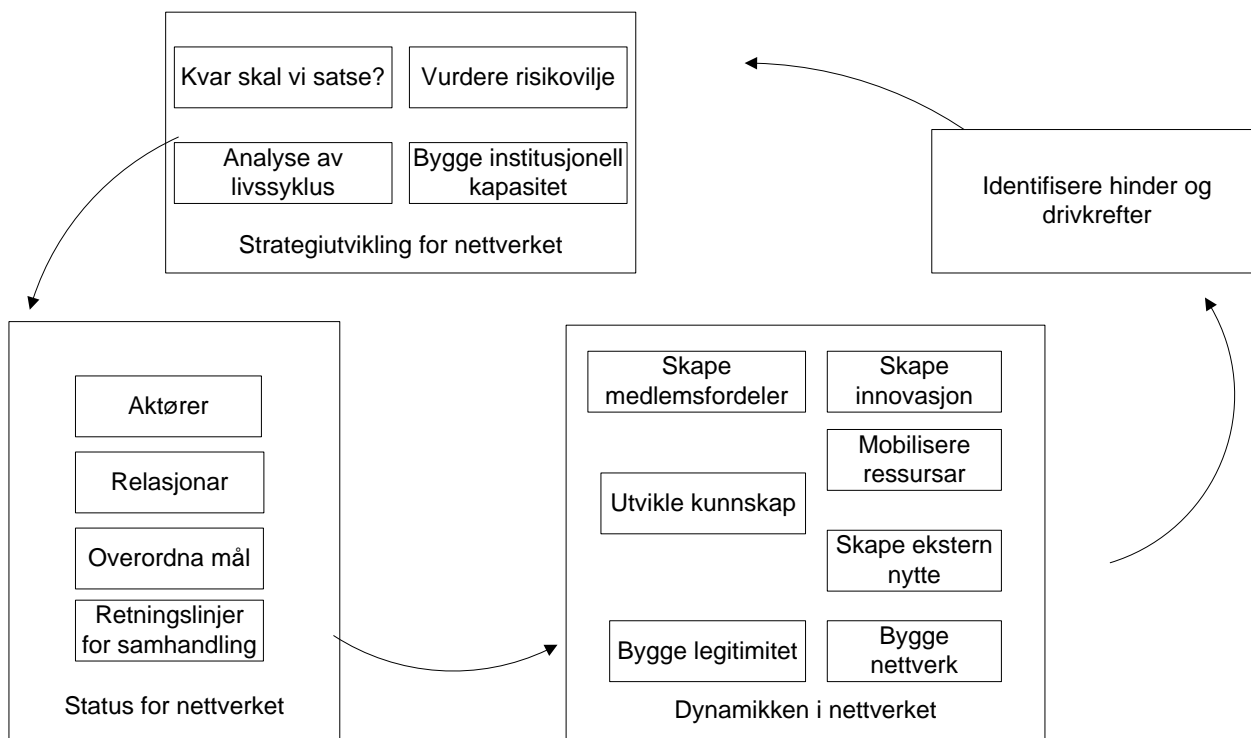 Kvar skal vi satse?
Vurdere risikovilje
Analyse av
livssyklus
Bygge institusjonell
kapasitet
Strategiutvikling for nettverket
Identifisere hinder og
drivkrefter
Aktører
Relasjonar
Overordna mål
Retningslinjer
for samhandling
Status for nettverket
Skape
medlemsfordeler
Skape
innovasjon
Mobilisere
ressursar
Utvikle kunnskap
Skape ekstern
nytte
Bygge legitimitet
Bygge
nettverk
Dynamikken i nettverket